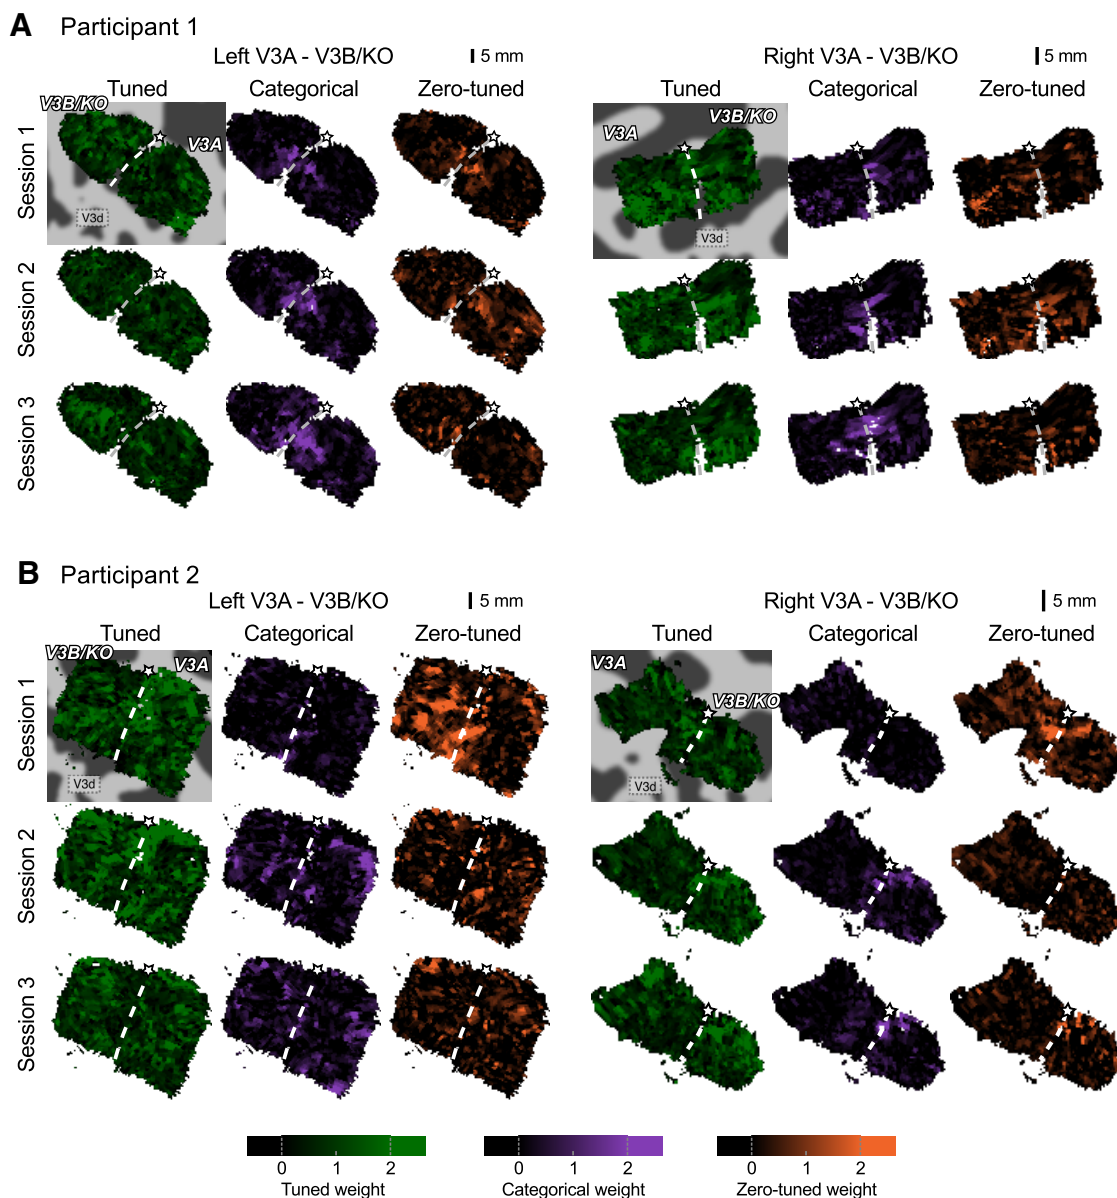 A Participant 1
Left V3A - V3B/KO 5 mm Right V3A - V3B/KO 5 mm
Tuned Categorical Zero-tuned Tuned Categorical Zero-tuned
Session 1
V3B/KO
V3A
V3d
V3A
V3B/KO
V3d
Session 2
Session 3
B Participant 2
Left V3A - V3B/KO 5 mm Right V3A - V3B/KO 5 mm
Tuned Categorical Zero-tuned Tuned Categorical Zero-tuned
Session 1
V3B/KO
V3A
V3d
V3A
V3B/KO
V3d
Session 2
Session 3
0 1 2 0 1 2 0 1 2
Tuned weight Categorical weight Zero-tuned weight